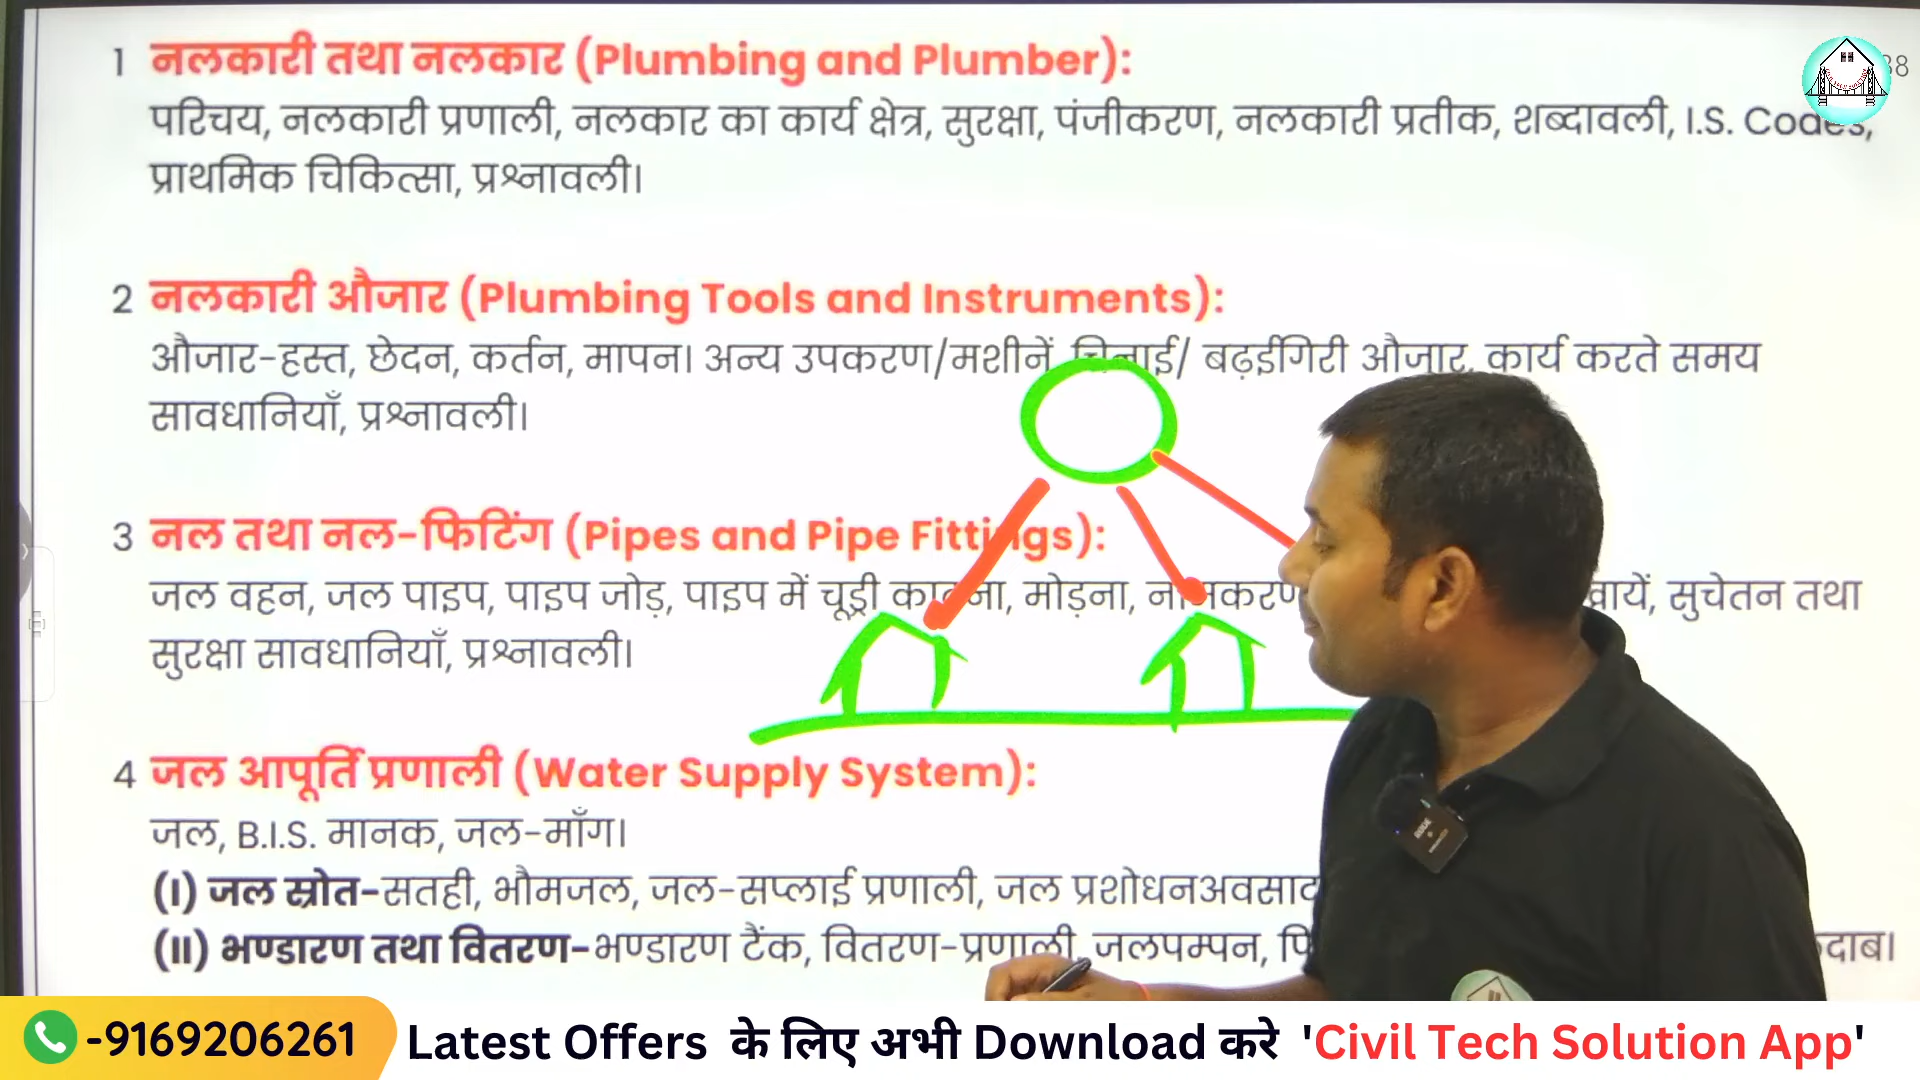 1 नलकारी तथा नलकार (Plumbing and Plumber):
परिचय, नलकारी प्रणाली, नलकार का कार्य क्षेत्र, सुरक्षा, पंजीकरण, नलकारी प्रतीक, शब्दावली, I.S. Codes,
प्राथमिक चिकित्सा, प्रश्नावली।
2 नलकारी औजार (Plumbing Tools and Instruments):
औजार-हस्त, छेदन, कर्तन, मापन। अन्य उपकरण/मशीनें, चिनाई/ बढ़ईगिरी औजार, कार्य करते समय
सावधानियाँ, प्रश्नावली।
3 नल तथा नल-फिटिंग (Pipes and Pipe Fittings):
जल वहन, जल पाइप, पाइप जोड़, पाइप में चूड़ी काटना, मोड़ना, नामकरण सुचेतन तथा
सुरक्षा सावधानियाँ, प्रश्नावली।
4 जल आपूर्ति प्रणाली (Water Supply System):
जल, B.I.S. मानक, जल-माँग।
(I) जल स्रोत-सतही, भौमजल, जल-सप्लाई प्रणाली, जल प्रशोधनअवसाद
(II) भण्डारण तथा वितरण-भण्डारण टैंक, वितरण-प्रणाली, जलपम्पन,
-9169206261 Latest Offers के लिए अभी Download करे 'Civil Tech Solution App'